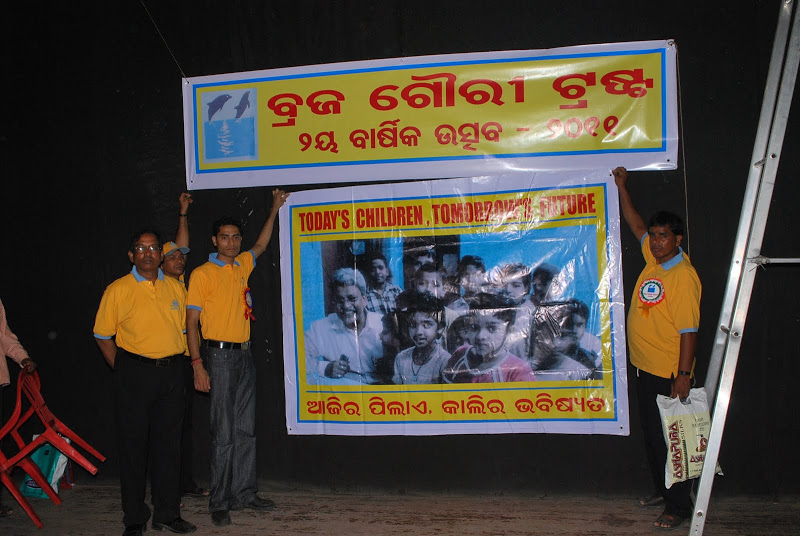 ବ୍ରଜ ଗୌରୀ ଟ୍ରଷ୍ଟ
୨ୟ ବାର୍ଷିକ ଉତ୍ସବ - ୨୦୧୧
TODAY'S CHILDREN, TOMORROW'S FUTURE
ଆଜିର ପିଲାଏ, କାଲିର ଭବିଷ୍ୟତ